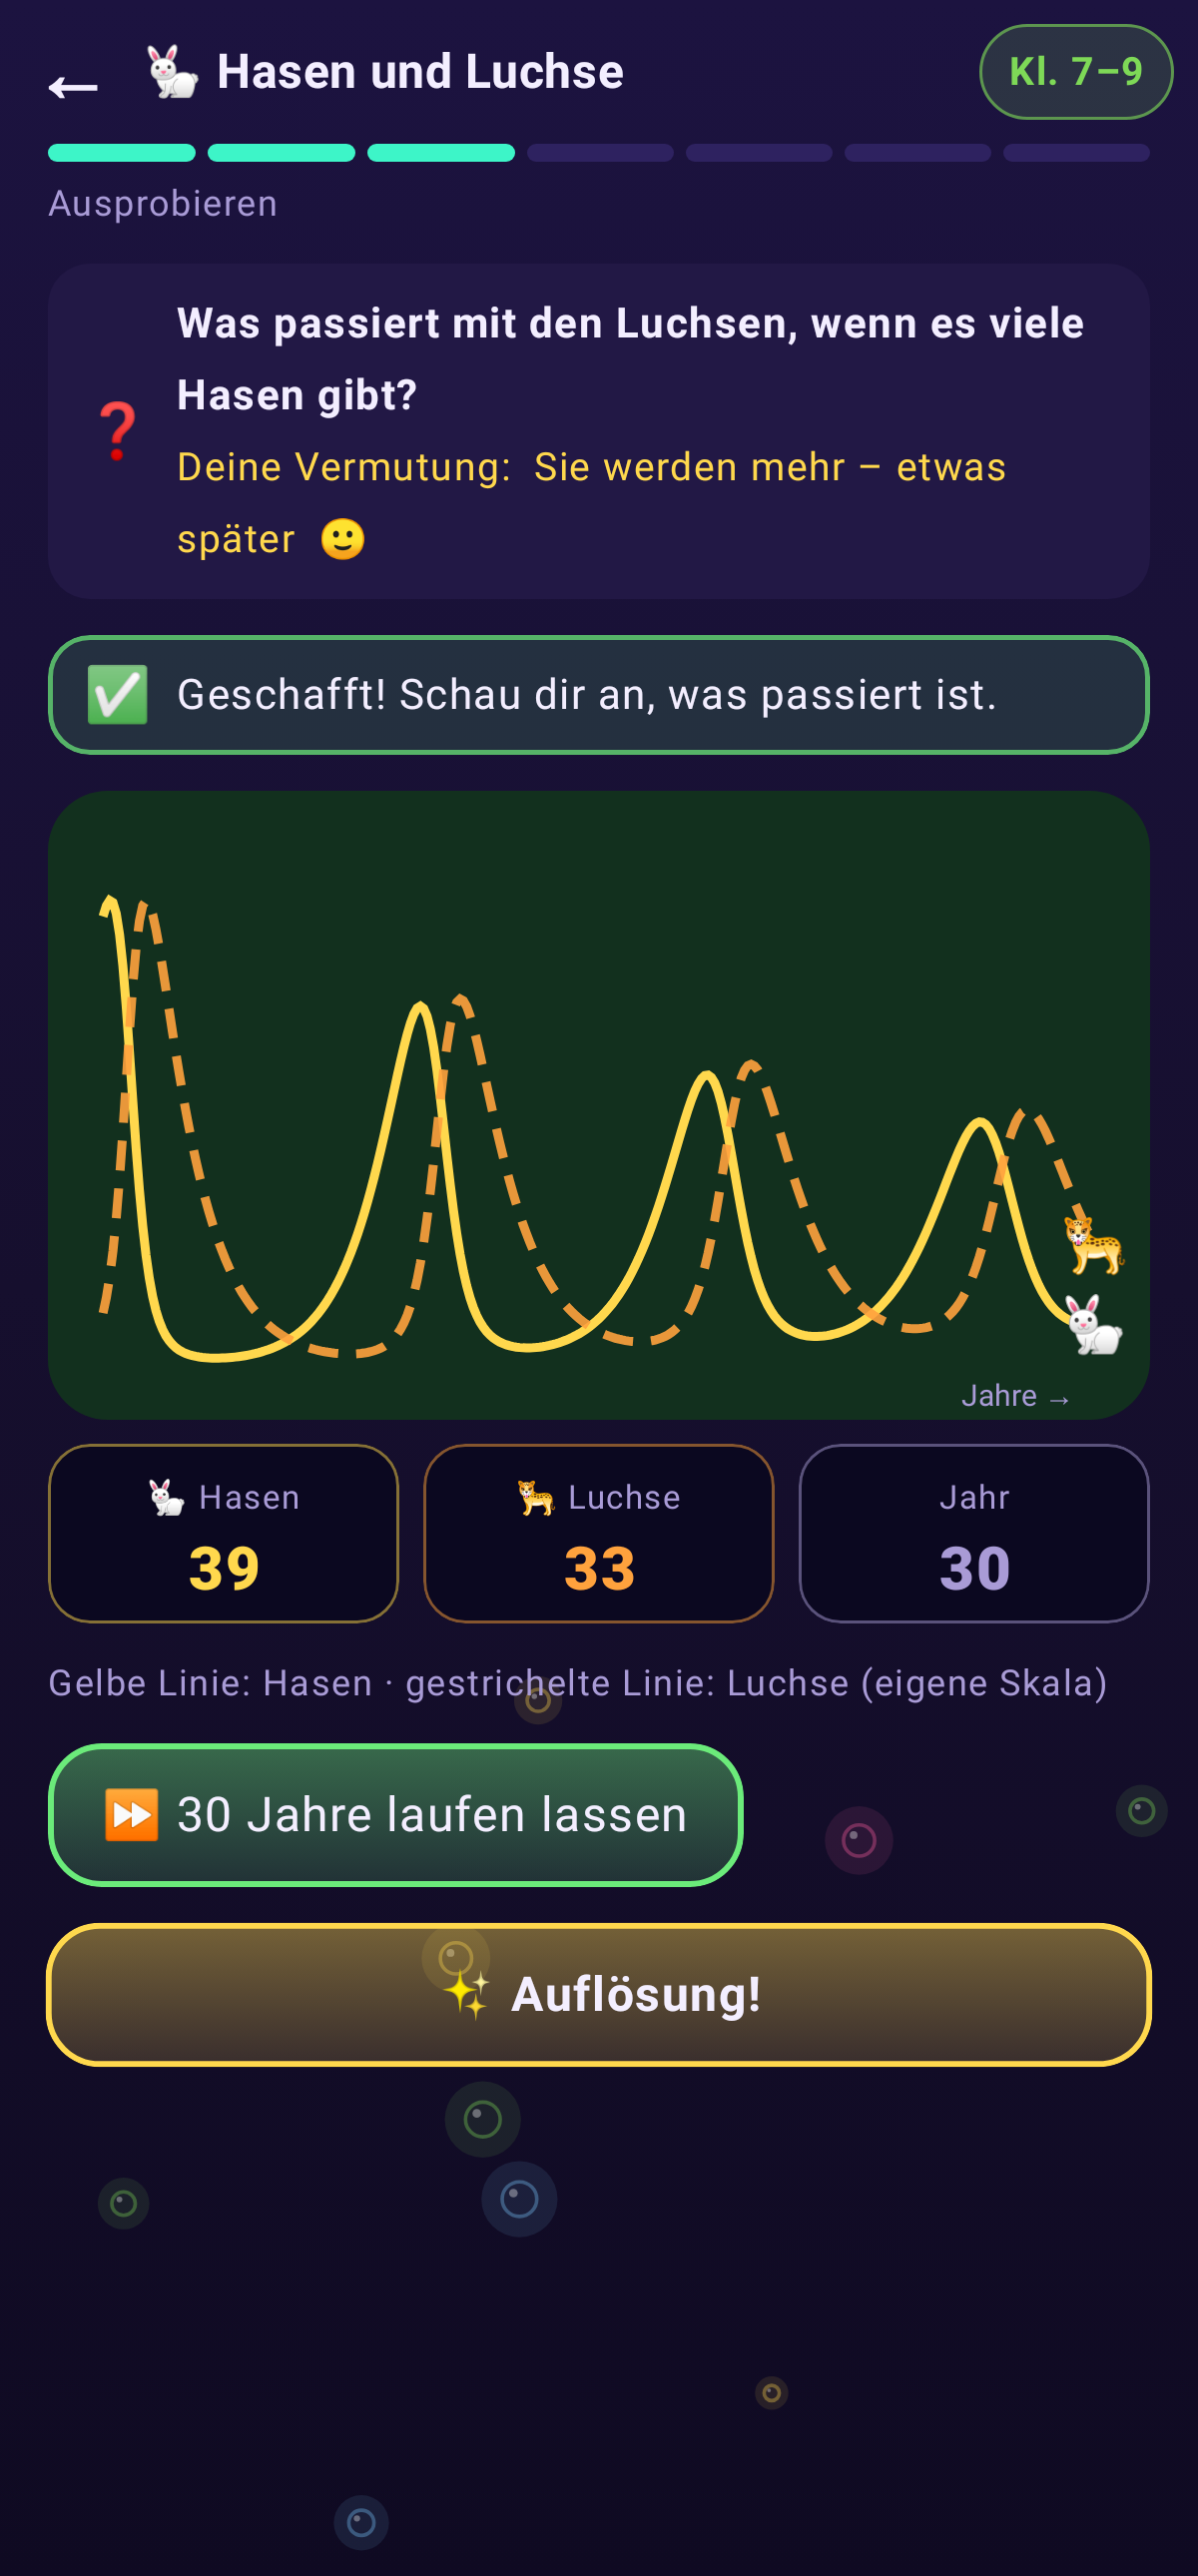 ← 🐇 Hasen und Luchse
Kl. 7–9
Ausprobieren
❓
Was passiert mit den Luchsen, wenn es viele
Hasen gibt?
Deine Vermutung: Sie werden mehr – etwas
später 🙂
✅ Geschafft! Schau dir an, was passiert ist.
Jahre →
🐇 Hasen
39
🐆 Luchse
33
Jahr
30
Gelbe Linie: Hasen · gestrichelte Linie: Luchse (eigene Skala)
⏩ 30 Jahre laufen lassen
✨ Auflösung!